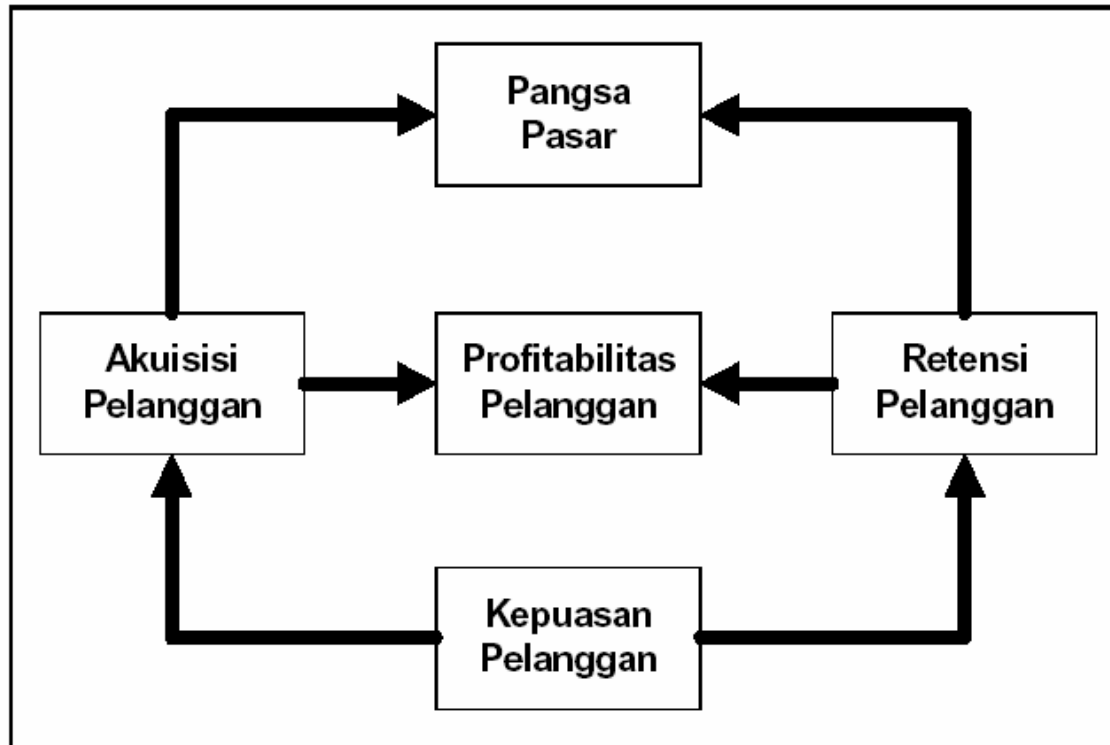 Pangsa
Pasar
Akuisisi
Pelanggan
Profitabilitas
Pelanggan
Retensi
Pelanggan
Kepuasan
Pelanggan